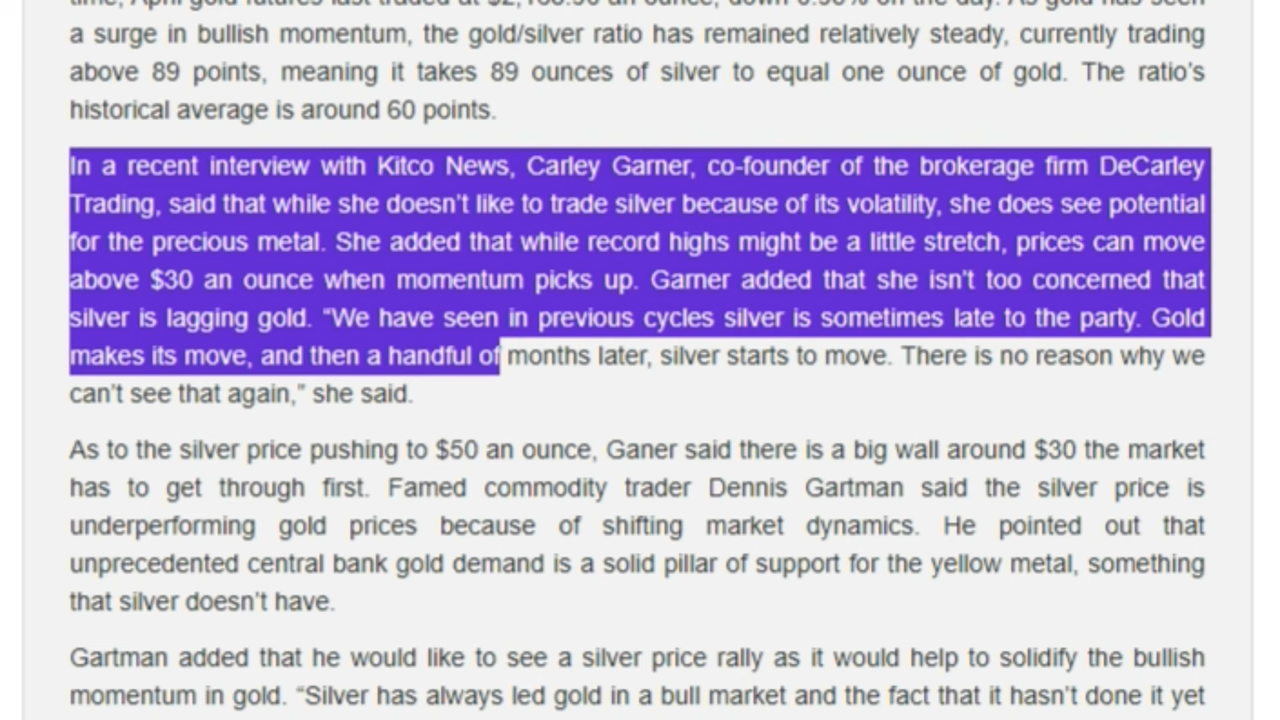 a surge in bullish momentum, the gold/silver ratio has remained relatively steady, currently trading
above 89 points, meaning it takes 89 ounces of silver to equal one ounce of gold. The ratio’s
historical average is around 60 points.
In a recent interview with Kitco News, Carley Garner, co-founder of the brokerage firm DeCarley
Trading, said that while she doesn’t like to trade silver because of its volatility, she does see potential
for the precious metal. She added that while record highs might be a little stretch, prices can move
above $30 an ounce when momentum picks up. Garner added that she isn’t too concerned that
silver is lagging gold. “We have seen in previous cycles silver is sometimes late to the party. Gold
makes its move, and then a handful of months later, silver starts to move. There is no reason why we
can’t see that again,” she said.
As to the silver price pushing to $50 an ounce, Ganer said there is a big wall around $30 the market
has to get through first. Famed commodity trader Dennis Gartman said the silver price is
underperforming gold prices because of shifting market dynamics. He pointed out that
unprecedented central bank gold demand is a solid pillar of support for the yellow metal, something
that silver doesn’t have.
Gartman added that he would like to see a silver price rally as it would help to solidify the bullish
momentum in gold. “Silver has always led gold in a bull market and the fact that it hasn’t done it yet